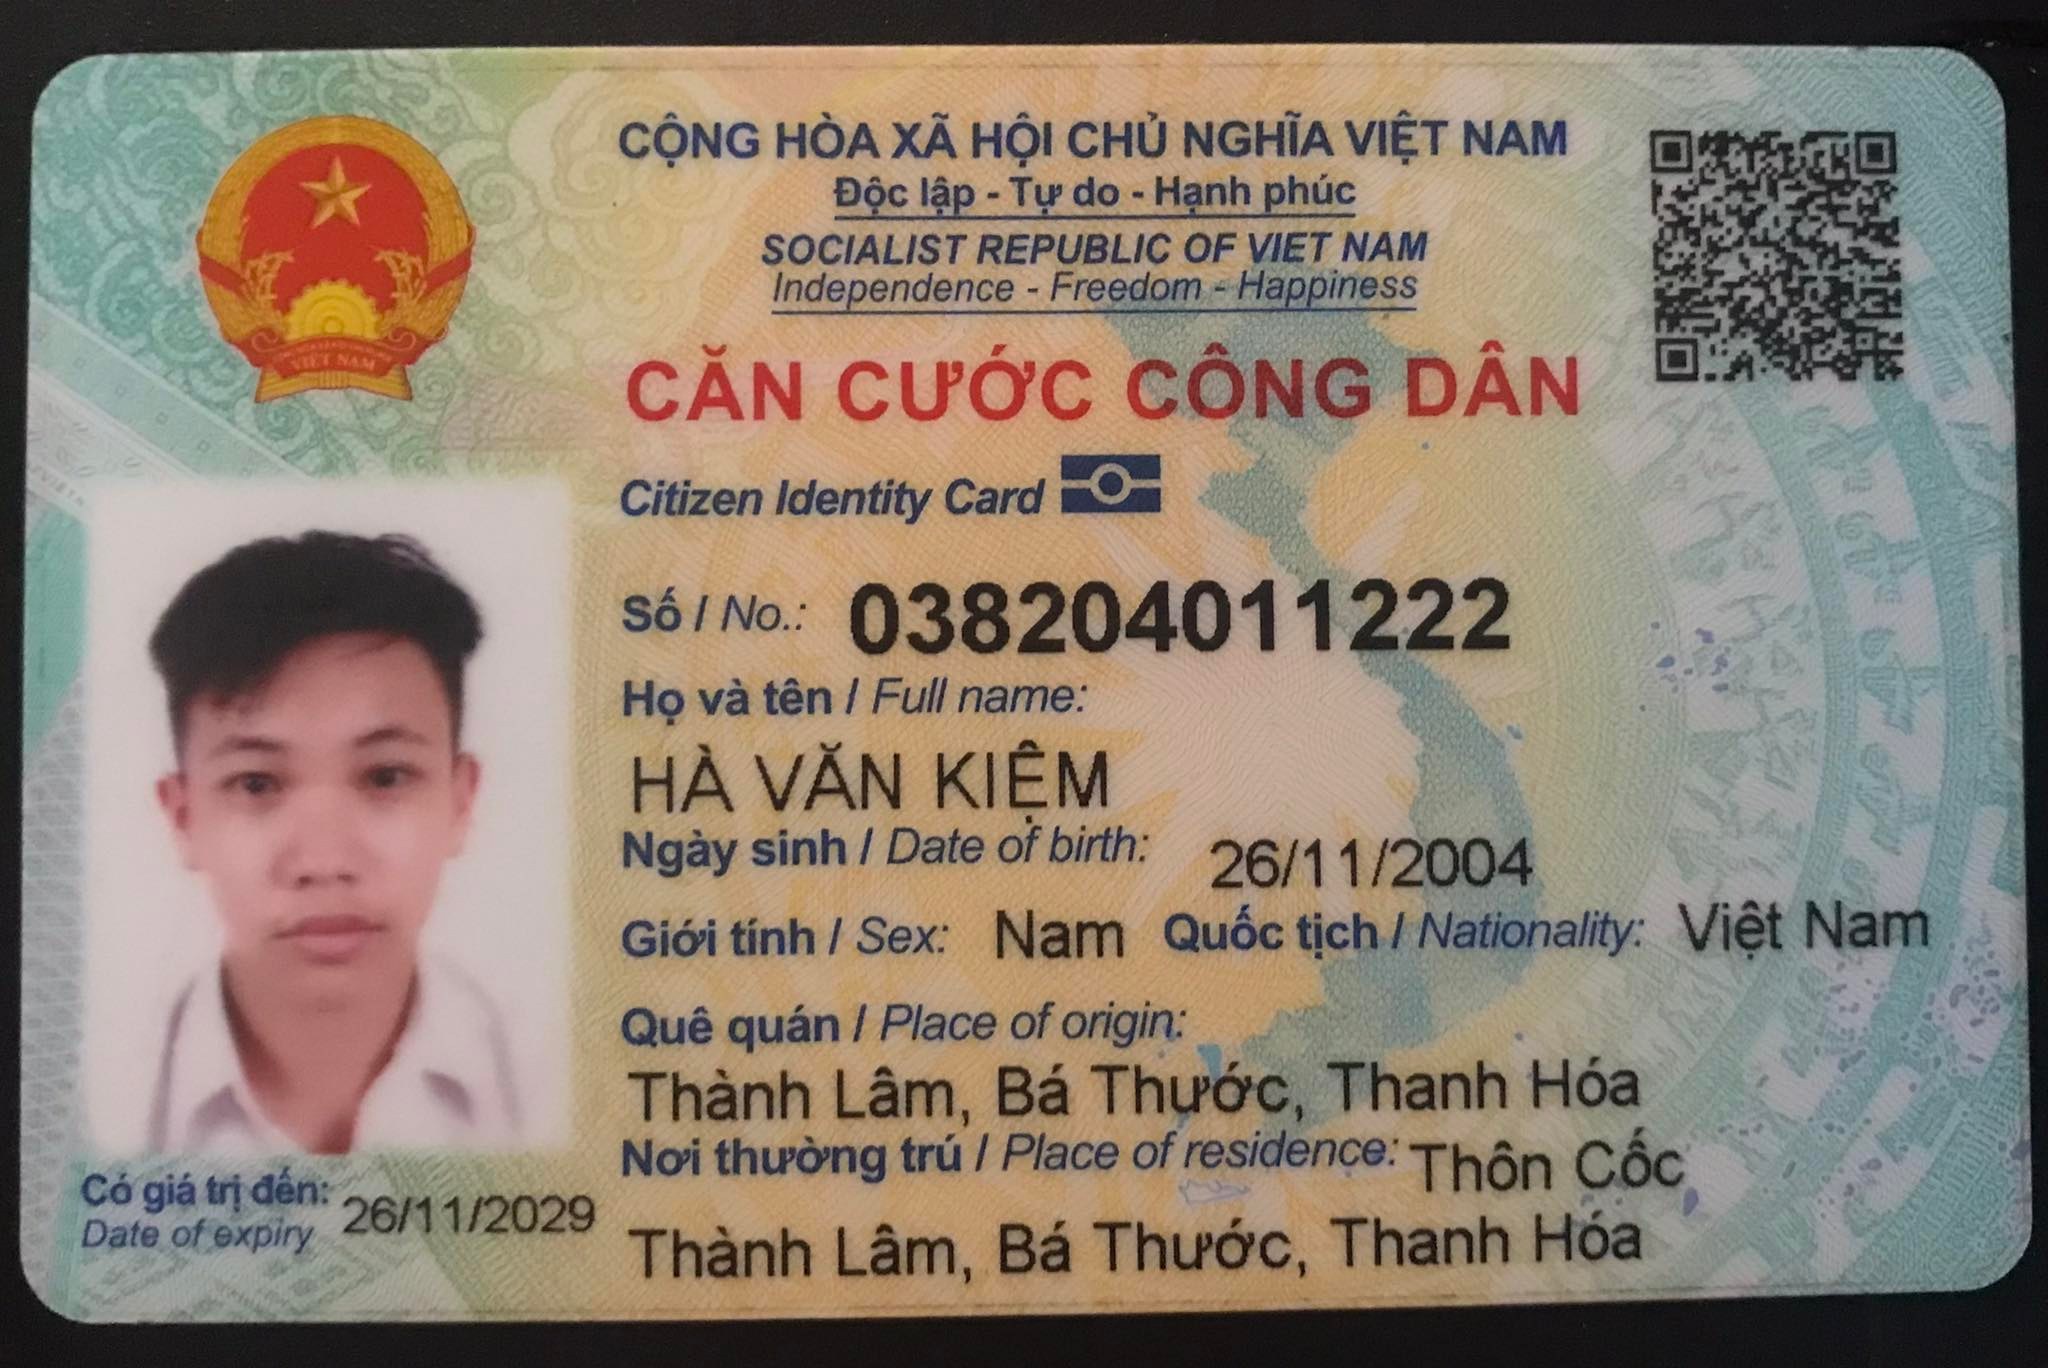 CỘNG HÒA XÃ HỘI CHỦ NGHĨA VIỆT NAM
Độc lập - Tự do - Hạnh phúc
SOCIALIST REPUBLIC OF VIET NAM
Independence - Freedom - Happiness
CĂN CƯỚC CÔNG DÂN
Citizen Identity Card
VIỆT NAM
Số / No.: 038204011222
Họ và tên / Full name:
HÀ VĂN KIỆM
Ngày sinh / Date of birth: 26/11/2004
Giới tính / Sex: Nam Quốc tịch / Nationality: Việt Nam
Quê quán / Place of origin:
Thành Lâm, Bá Thước, Thanh Hóa
Nơi thường trú / Place of residence: Thôn Cốc
Thành Lâm, Bá Thước, Thanh Hóa
Có giá trị đến: 26/11/2029
Date of expiry